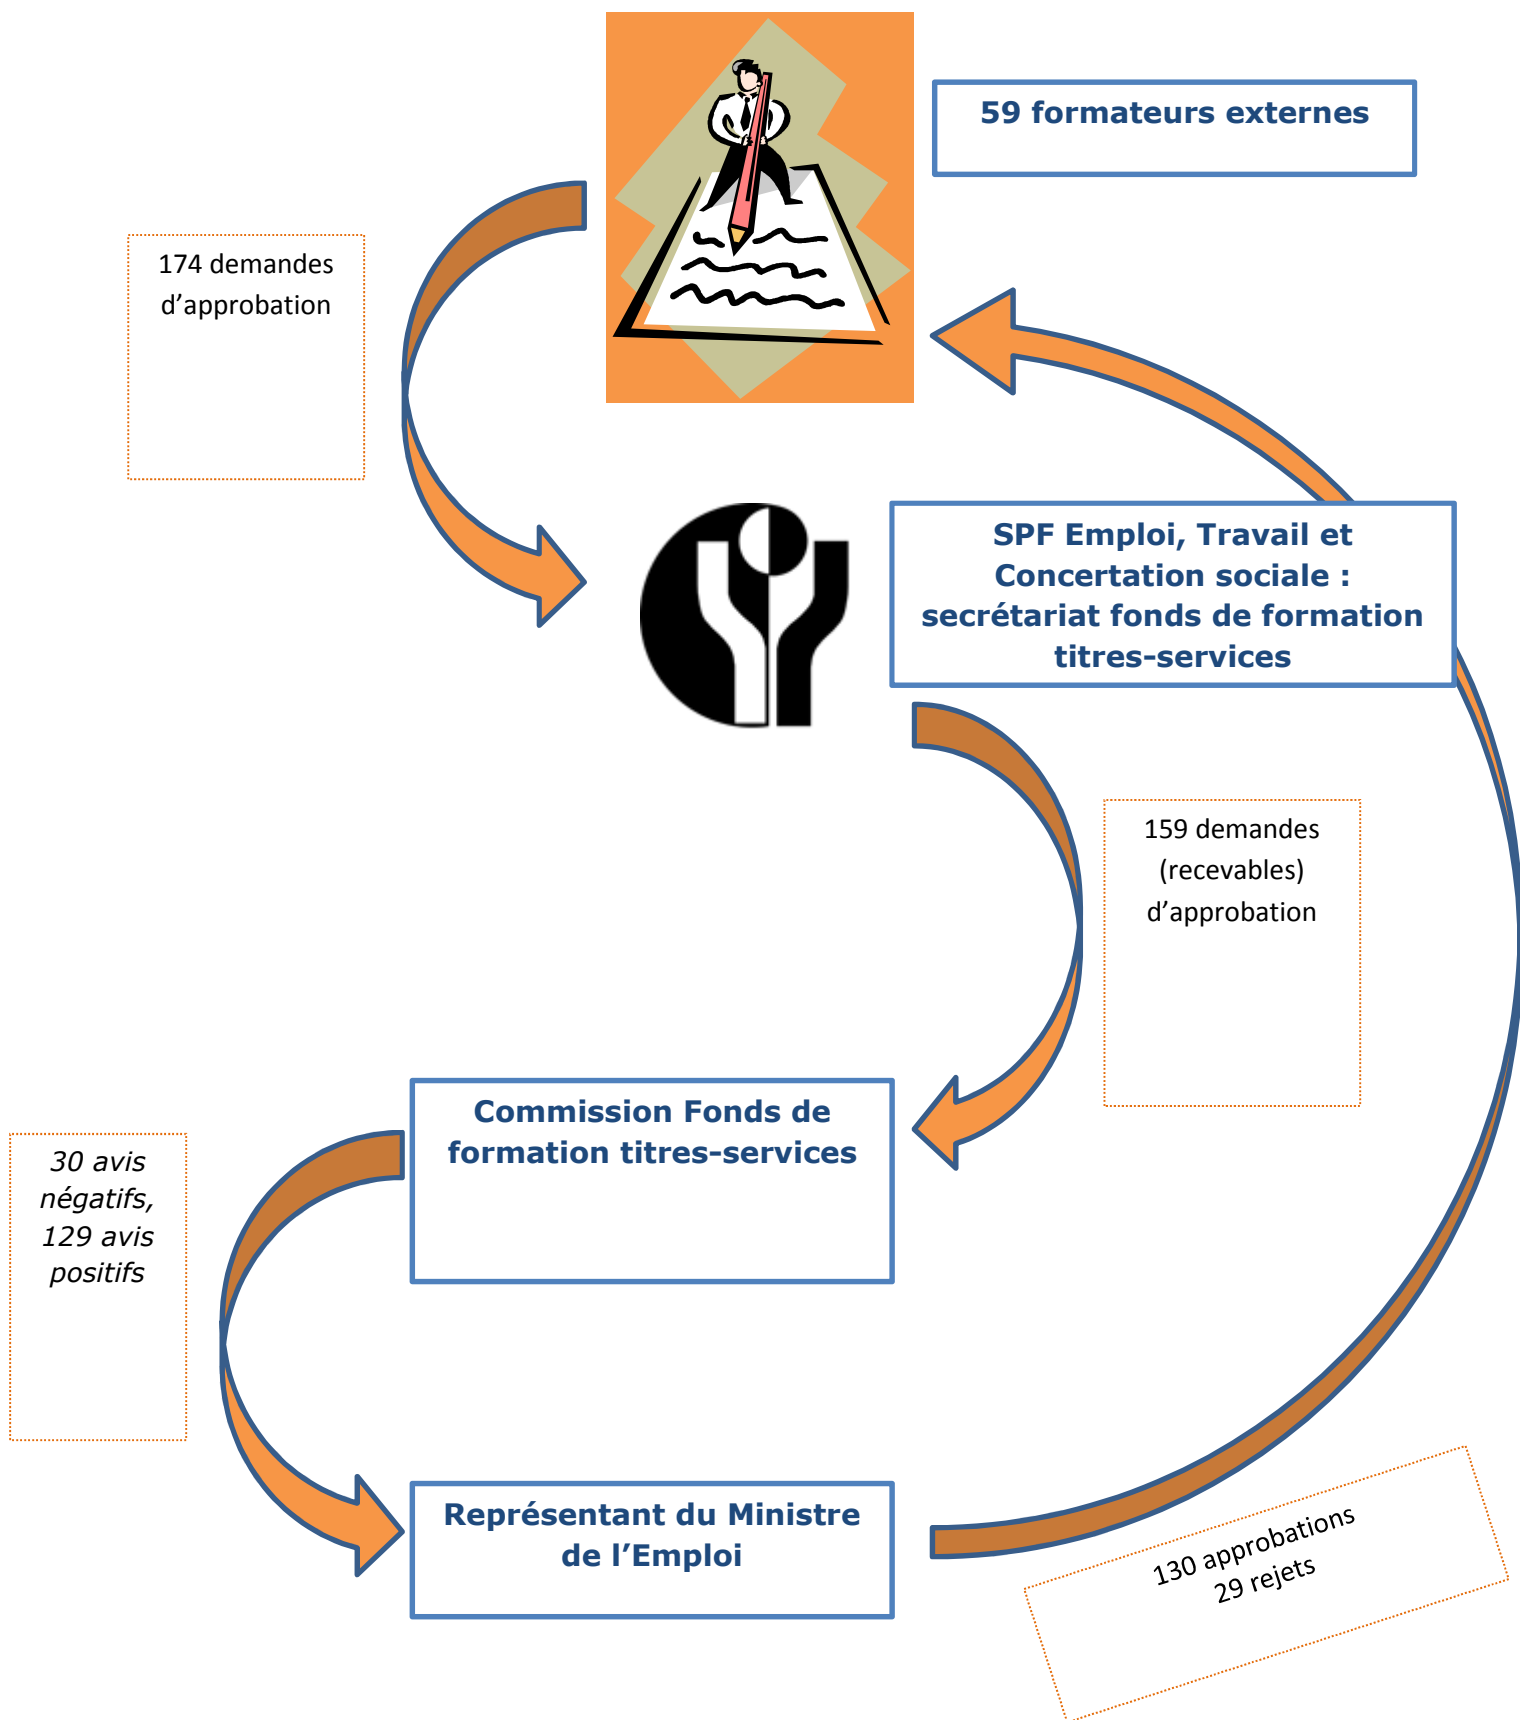 59 formateurs externes
174 demandes
d’approbation
SPF Emploi, Travail et
Concertation sociale :
secrétariat fonds de formation
titres-services
159 demandes
(recevables)
d’approbation
Commission Fonds de
formation titres-services
30 avis
négatifs,
129 avis
positifs
Représentant du Ministre
de l’Emploi
130 approbations
29 rejets